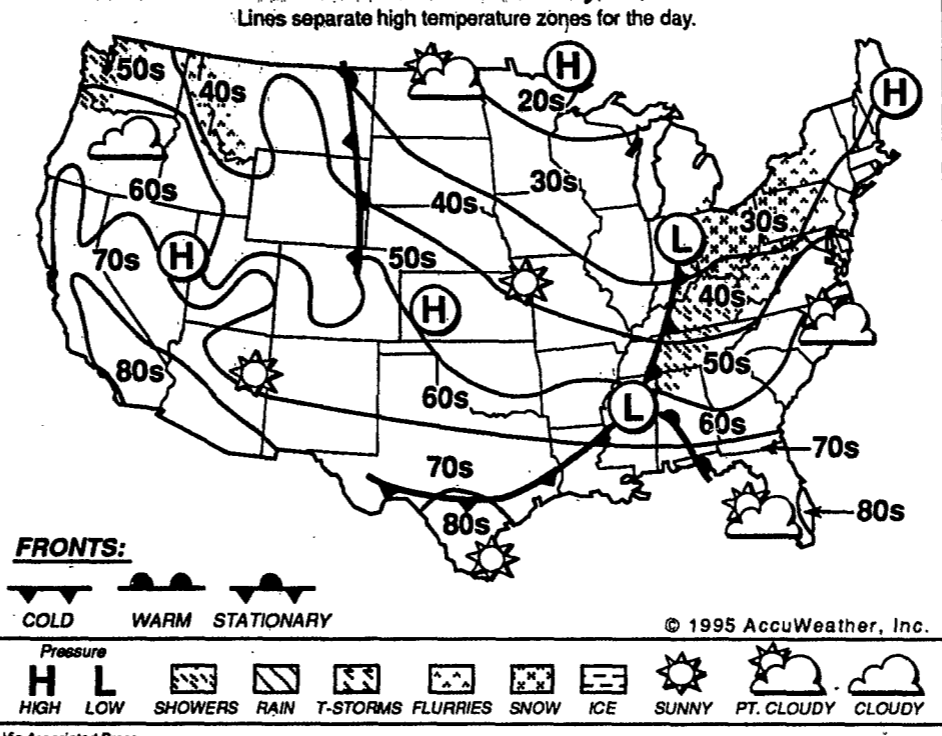 Lines separate high temperature zones for the day.
H
50s
40s
20s
H
60s
40s
30s
30s
L
70s
H
50s
40s
H
80s
60s
50s
L
60s
70s
70s
80s
80s
FRONTS:
COLD WARM STATIONARY
© 1995 AccuWeather, Inc.
Pressure
H L
HIGH LOW SHOWERS RAIN T-STORMS FLURRIES SNOW ICE SUNNY PT. CLOUDY CLOUDY
Associated Press